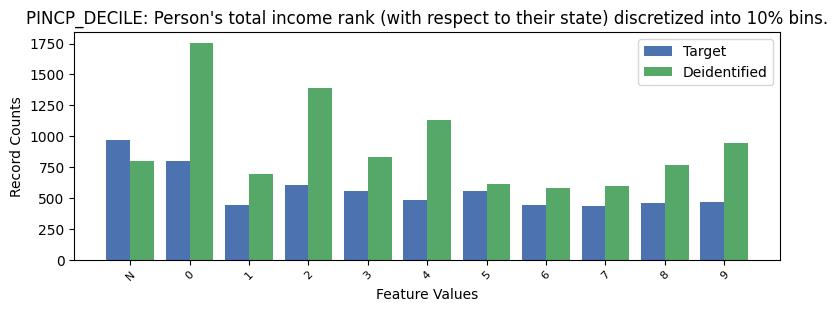 PINCP_DECILE: Person's total income rank (with respect to their state) discretized into 10% bins.
Target
Deidentified
Record Counts
1750
1500
1250
1000
750
500
250
0
N 0 1 2 3 4 5 6 7 8 9
Feature Values